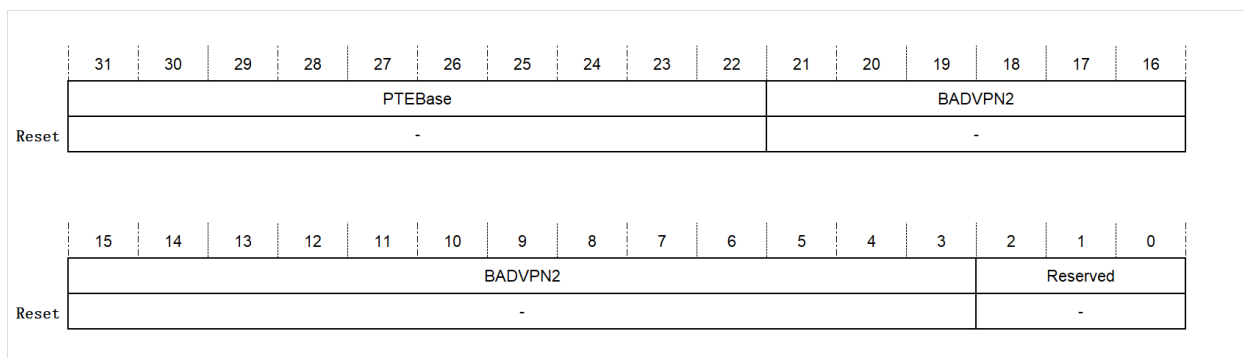 31 30 29 28 27 26 25 24 23 22 21 20 19 18 17 16
PTEBase BADVPN2
Reset - -
15 14 13 12 11 10 9 8 7 6 5 4 3 2 1 0
BADVPN2 Reserved
Reset - -